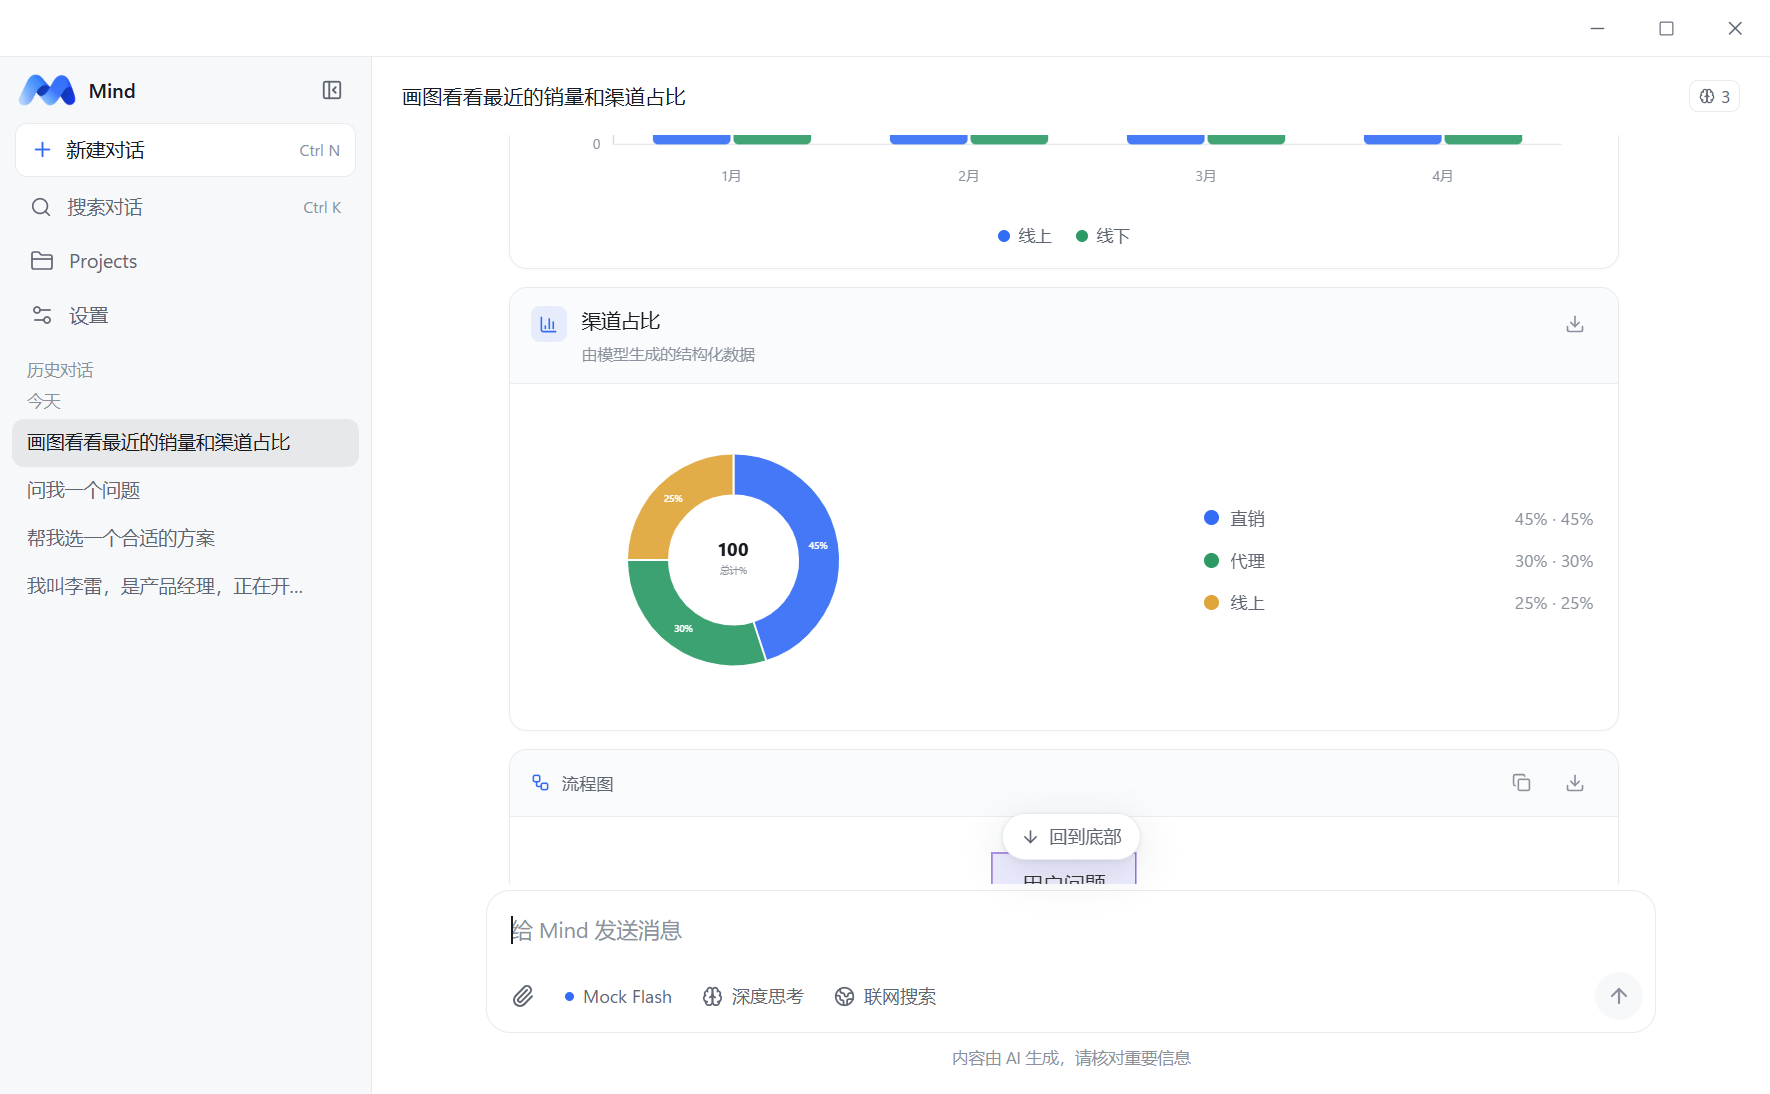 Mind
新建对话 Ctrl N
搜索对话 Ctrl K
Projects
设置
历史对话
今天
画图看看最近的销量和渠道占比
问我一个问题
帮我选一个合适的方案
我叫李雷，是产品经理，正在开...
画图看看最近的销量和渠道占比
3
0
1月 2月 3月 4月
线上 线下
渠道占比
由模型生成的结构化数据
25%
45%
30%
100
总计%
直销 45% · 45%
代理 30% · 30%
线上 25% · 25%
流程图
回到底部
用户问题
给 Mind 发送消息
Mock Flash 深度思考 联网搜索
内容由 AI 生成，请核对重要信息